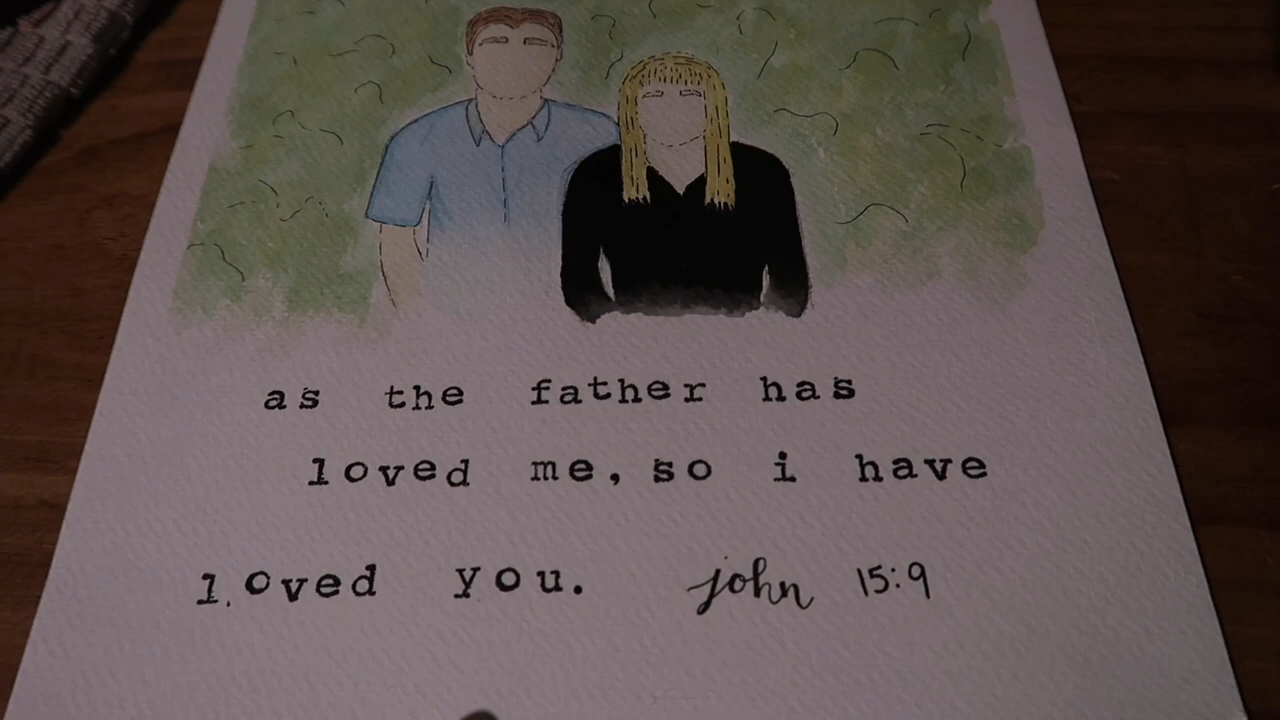 as the father has
loved me, so i have
loved you. john 15:9